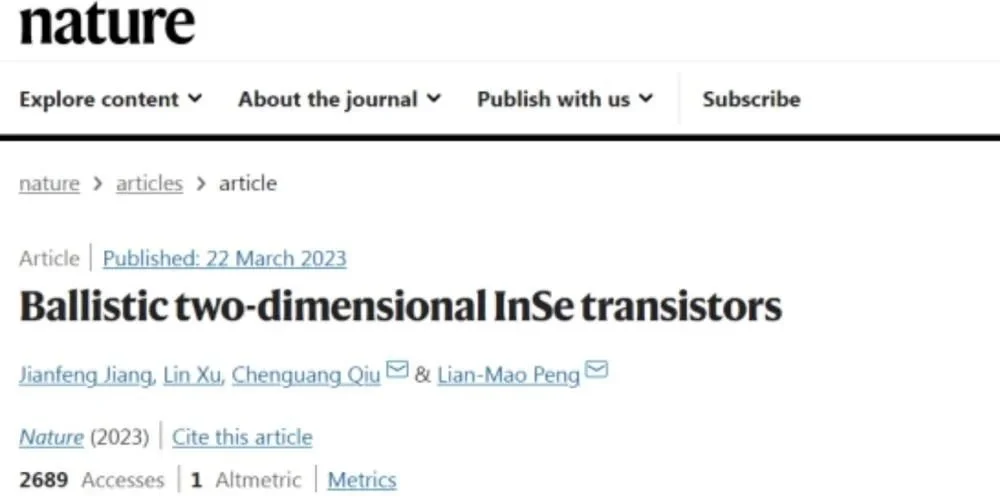 nature
Explore content About the journal Publish with us Subscribe
nature > articles > article
Article | Published: 22 March 2023
Ballistic two-dimensional InSe transistors
Jianfeng Jiang, Lin Xu, Chenguang Qiu & Lian-Mao Peng
Nature (2023) | Cite this article
2689 Accesses | 1 Altmetric | Metrics